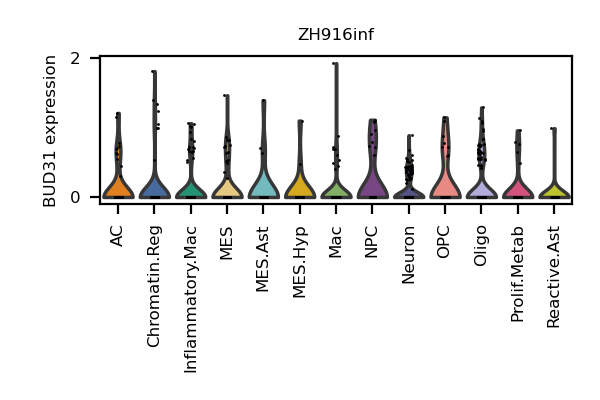 ZH916inf
BUD31 expression
2
0
AC
Chromatin.Reg
Inflammatory.Mac
MES
MES.Ast
MES.Hyp
Mac
NPC
Neuron
OPC
Oligo
Prolif.Metab
Reactive.Ast